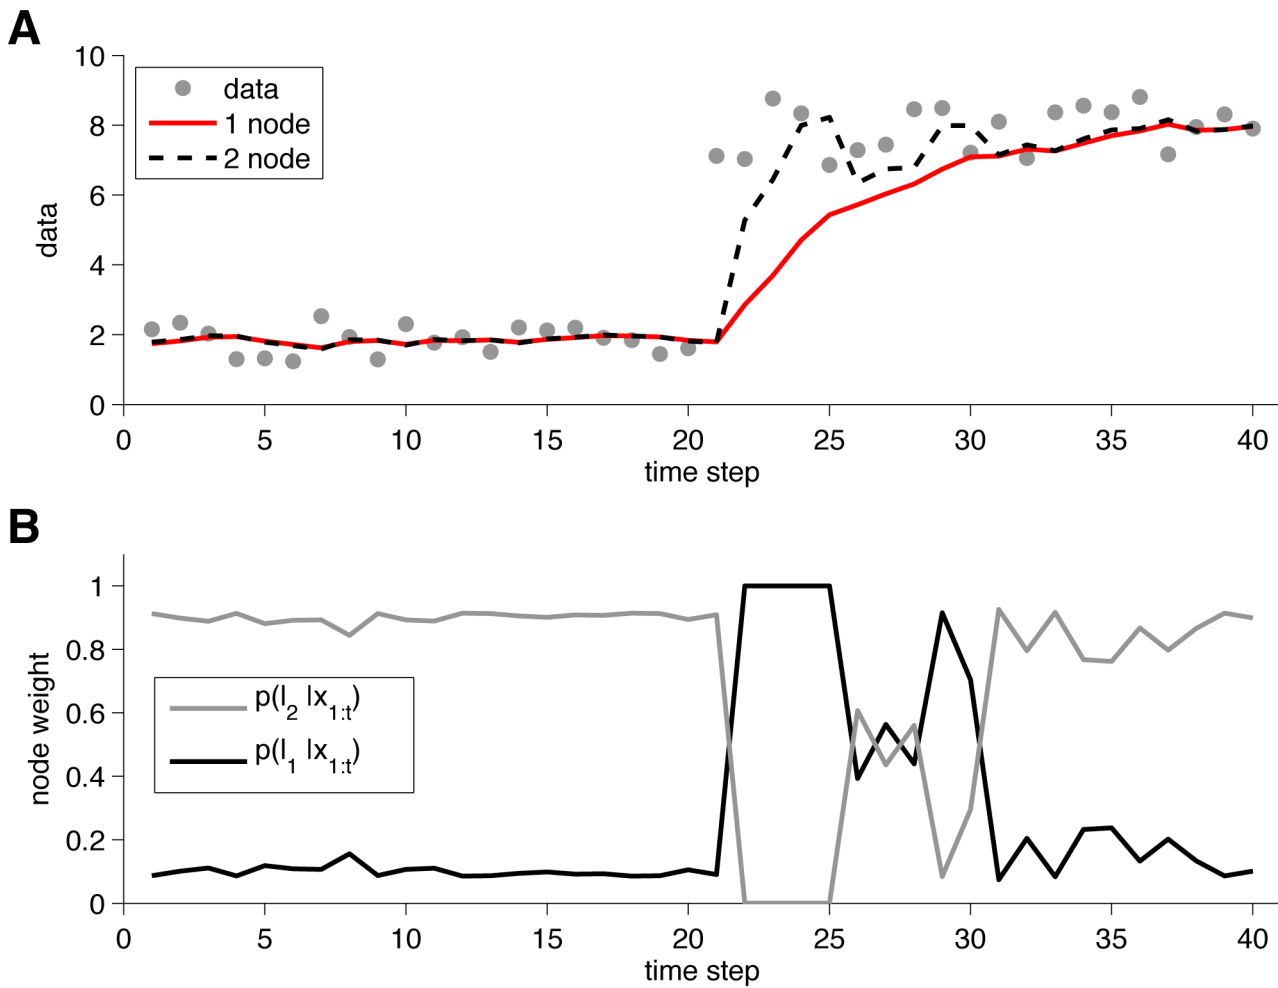 A
10
8
6
4
2
0
data
data
1 node
2 node
0 5 10 15 20 25 30 35 40
time step
B
1
0.8
0.6
0.4
0.2
0
node weight
p(l2 |x1:t)
p(l1 |x1:t)
0 5 10 15 20 25 30 35 40
time step